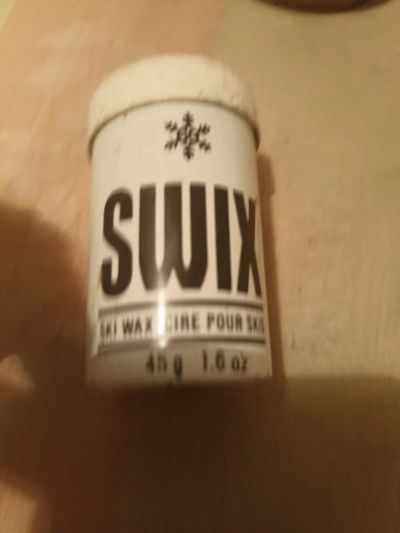 SWIX
SKI WAX CIRE POUR SKIS
45 g 1.6 oz